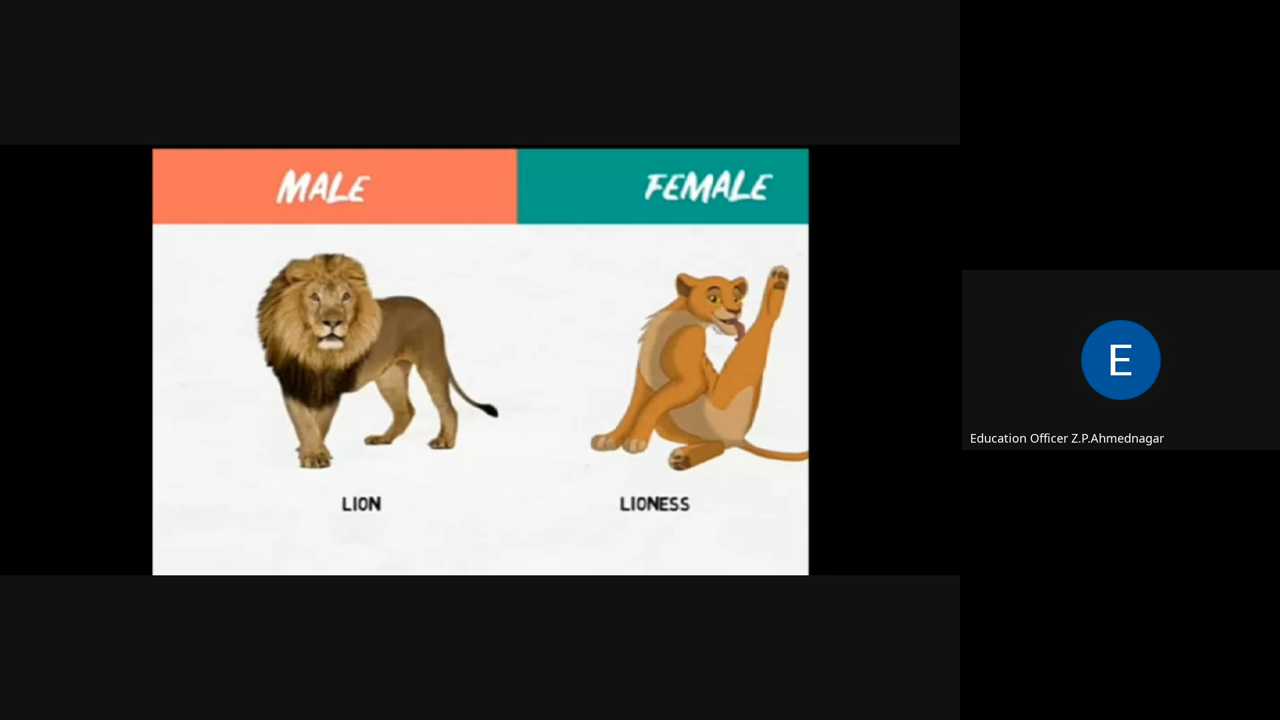 MALE
FEMALE
LION
LIONESS
E
Education Officer Z.P.Ahmednagar